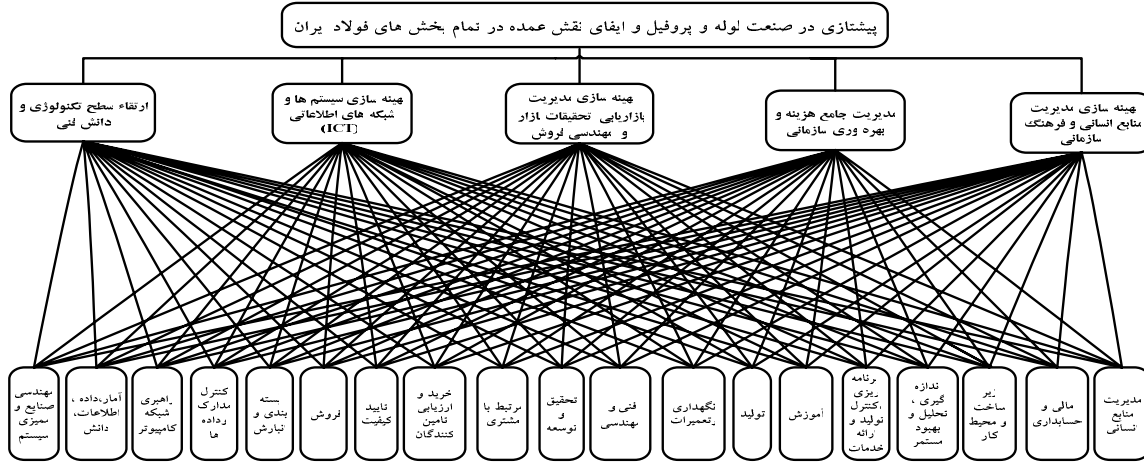 پیشتازی در صنعت لوله و پروفیل و ایفای نقش عمده در تمام بخش های فولاد ایران
بهینه سازی مدیریت
منابع انسانی و فرهنگ
سازمانی
مدیریت جامع هزینه و
بهره وری سازمانی
بهینه سازی مدیریت
بازاریابی تحقیقات بازار
و مهندسی فروش
بهینه سازی سیستم ها و
شبکه های اطلاعاتی
(ICT)
ارتقاء سطح تکنولوژی و
دانش فنی
مدیریت
منابع
انسانی
مالی و
حسابداری
زیر
ساخت
و محیط
کار
اندازه
گیری ،
تحلیل و
بهبود
مستمر
برنامه
ریزی
،کنترل
تولید و
ارائه
خدمات
آموزش
تولید
نگهداری
وتعمیرات
فنی و
مهندسی
تحقیق
و
توسعه
مرتبط با
مشتری
خرید و
ارزیابی
تامین
کنندگان
تایید
کیفیت
فروش
بسته
بندی و
انبارش
کنترل
مدارک
وداده
ها
راهبری
شبکه
کامپیوتر
آمار،داده ،
اطلاعات،
دانش
مهندسی
صنایع و
ممیزی
سیستم